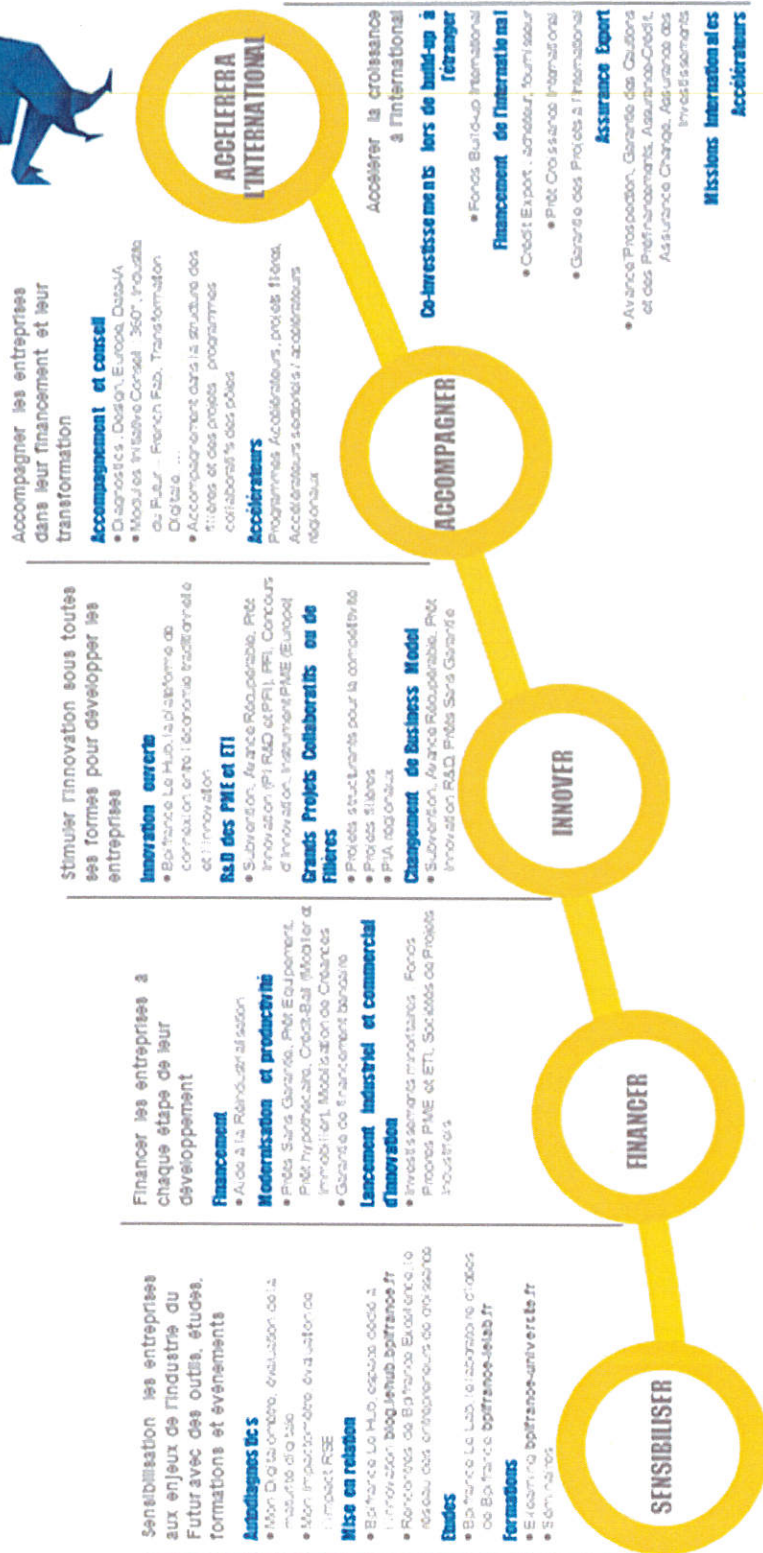 Sensibilisation les entreprises
aux enjeux de l'industrie du
Futur avec des outils, études,
formations et évènements
Autodiagnostics
• Mon Digitalomètre, évaluation de la
maturité digitale
• Mon Impactomètre évaluation de
l'impact RSE
Mise en relation
• Bpifrance Le Hub, espace dédié à
l'innovation bloglehub.bpifrance.fr
• Rencontres de Bpifrance Excellence, le
réseau des entrepreneurs de croissance
Etudes
• Bpifrance Le Lab, le laboratoire d'idées
de Bpifrance bpifrance-lelab.fr
Formations
• E-learning bpifrance-universite.fr
• Séminaires
SENSIBILISER
Financer les entreprises à
chaque étape de leur
développement
Financement
• Aide à la Réindustrialisation
Modernisation et productivité
• Prêts Sans Garantie, Prêt Equipement,
Prêt hypothécaire, Crédit-Bail (Mobilier et
Immobilier), Mobilisation de Créances
• Garantie de financement bancaire
Lancement industriel et commercial
d'innovation
• Investissements minoritaires : Fonds
Propres PME et ETI, Sociétés de Projets
Industriels
FINANCER
Stimuler l'innovation sous toutes
ses formes pour développer les
entreprises
Innovation ouverte
• Bpifrance Le Hub, la plateforme de
connexion entre l'économie traditionnelle
et l'innovation
R&D des PME et ETI
• Subvention, Avance Récupérable, Prêt
Innovation (PI R&D et PFI), PFI, Concours
d'Innovation, Instrument PME (Europe)
Grands Projets Collaboratifs ou de
Filières
• Projets structurants pour la compétitivité
• Projets filières
• PIA régionaux
Changement de Business Model
• Subvention, Avance Récupérable, Prêt
Innovation R&D, Prêts Sans Garantie
INNOVER
Accompagner les entreprises
dans leur financement et leur
transformation
Accompagnement et conseil
• Diagnostics : Design, Europe, Data-IA
• Modules Initiative Conseil : 360°, Industrie
du Futur - French Fab, Transformation
Digitale, ...
• Accompagnement dans la structure des
filières et des projets programmes
collaboratifs des pôles
Accélérateurs
Programmes Accélérateurs, projets filières,
Accélérateurs sectoriels / accélérateurs
régionaux
ACCOMPAGNER
ACCELERER A
L'INTERNATIONAL
Accélérer la croissance
à l'international
Co-investissements lors de build-up à
l'étranger
• Fonds Build-up International
Financement de l'international
• Crédit Export : acheteur, fournisseur
• Prêt Croissance International
• Garantie des Projets à l'International
Assurance Export
• Avance Prospection, Garantie des Cautions
et des Préfinancements, Assurance-Crédit,
Assurance Change, Assurance des
Investissements
Missions Internationales
Accélérateurs